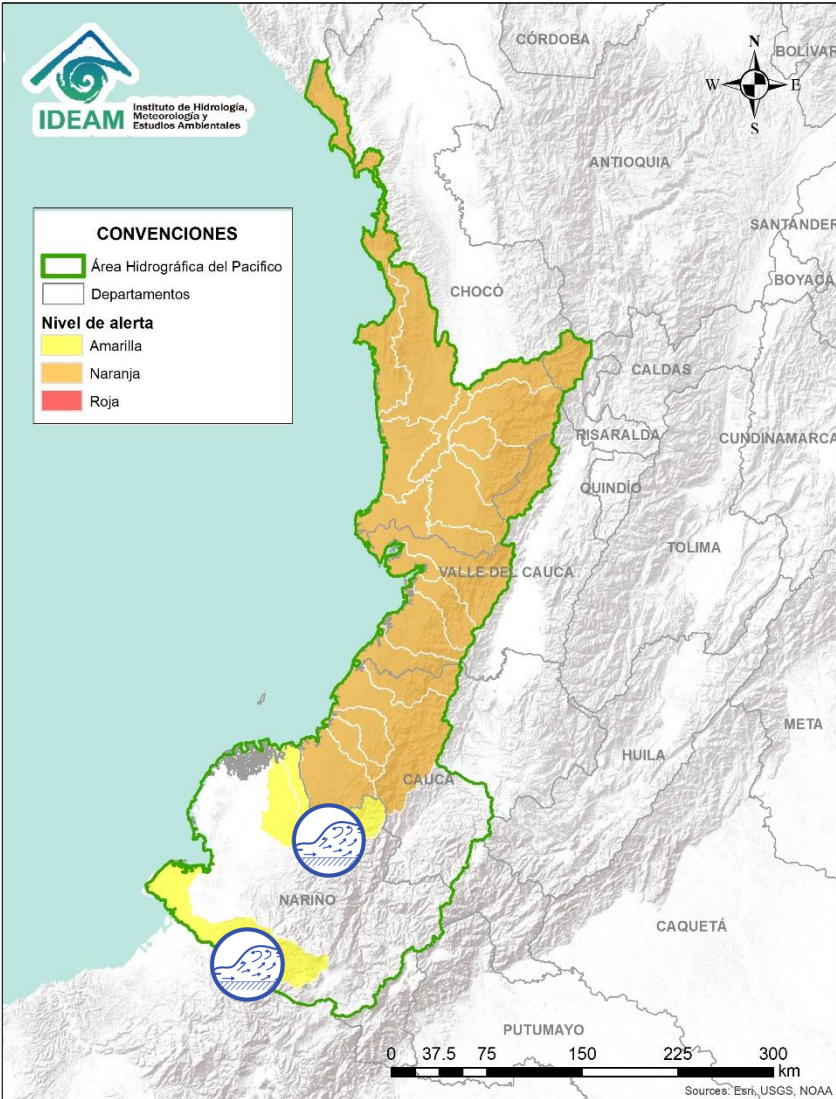 IDEAM
Instituto de Hidrología,
Meteorología y
Estudios Ambientales
CONVENCIONES
Área Hidrográfica del Pacifico
Departamentos
Nivel de alerta
Amarilla
Naranja
Roja
N
W E
S
CÓRDOBA
BOLÍVAR
ANTIOQUIA
SANTANDER
BOYACÁ
CHOCÓ
CALDAS
RISARALDA
CUNDINAMARCA
QUINDÍO
TOLIMA
VALLE DEL CAUCA
META
HUILA
CAUCA
NARIÑO
CAQUETÁ
PUTUMAYO
0 37.5 75 150 225 300
km
Sources: Esri, USGS, NOAA